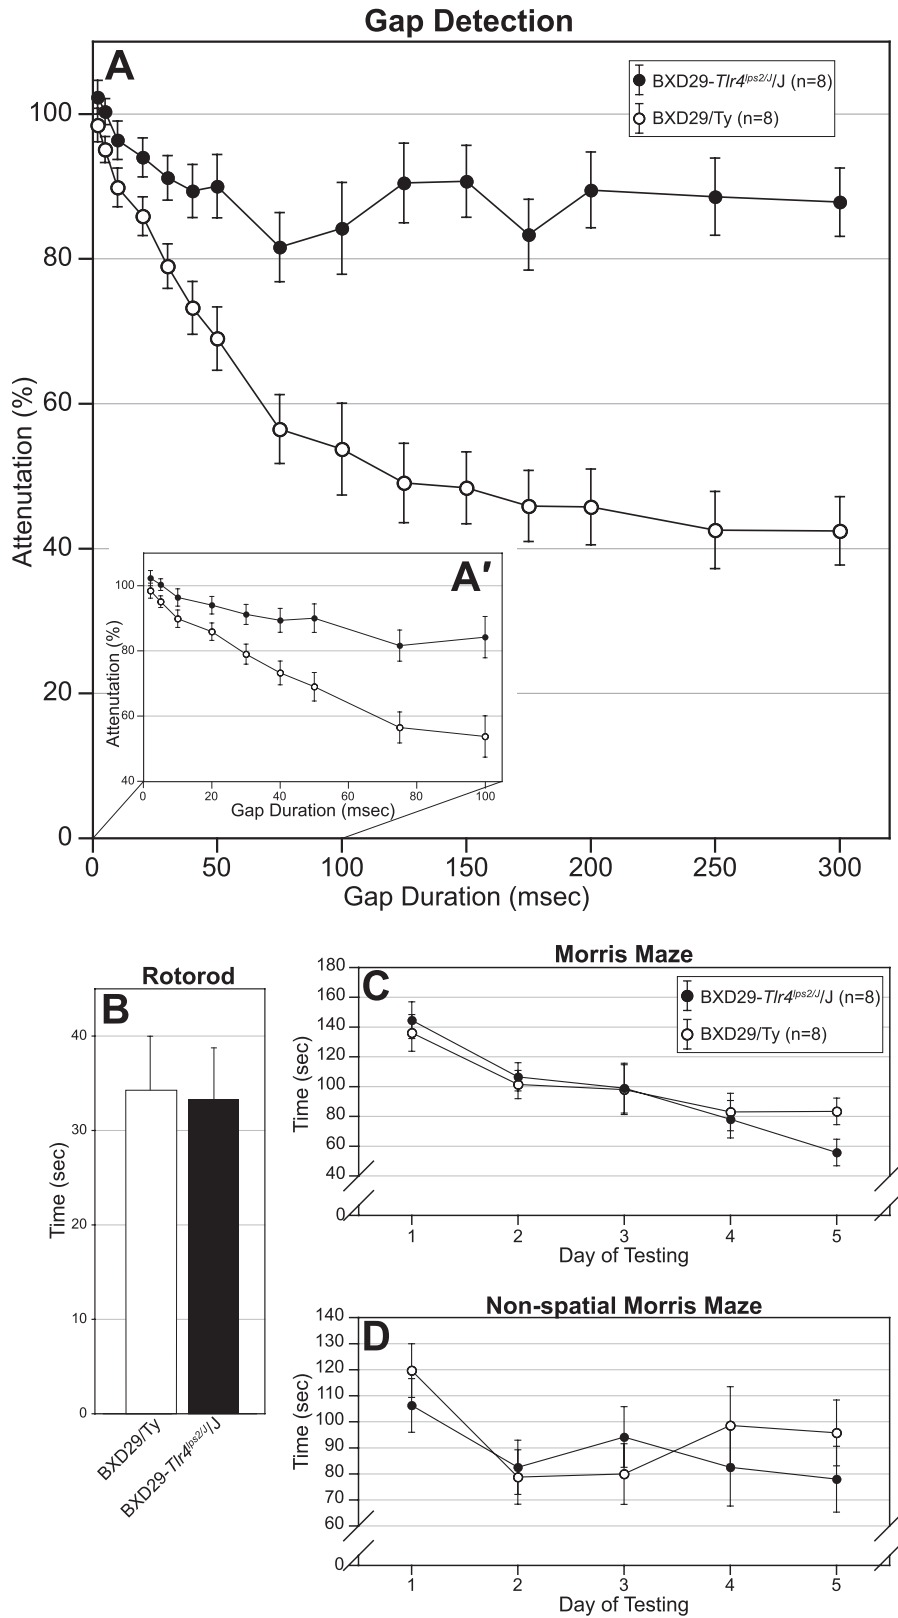 Gap Detection
A
BXD29-Tlr4lps2/J/J (n=8)
BXD29/Ty (n=8)
100
80
60
40
20
0
Attenutation (%)
0 50 100 150 200 250 300
Gap Duration (msec)
A′
100
80
60
40
Attenutation (%)
0 20 40 60 80 100
Gap Duration (msec)
Rotorod
B
40
30
20
10
0
Time (sec)
BXD29/Ty
BXD29-Tlr4lps2/J/J
Morris Maze
C
BXD29-Tlr4lps2/J/J (n=8)
BXD29/Ty (n=8)
180
160
140
120
100
80
60
40
0
Time (sec)
1 2 3 4 5
Day of Testing
Non-spatial Morris Maze
D
140
130
120
110
100
90
80
70
60
0
Time (sec)
1 2 3 4 5
Day of Testing